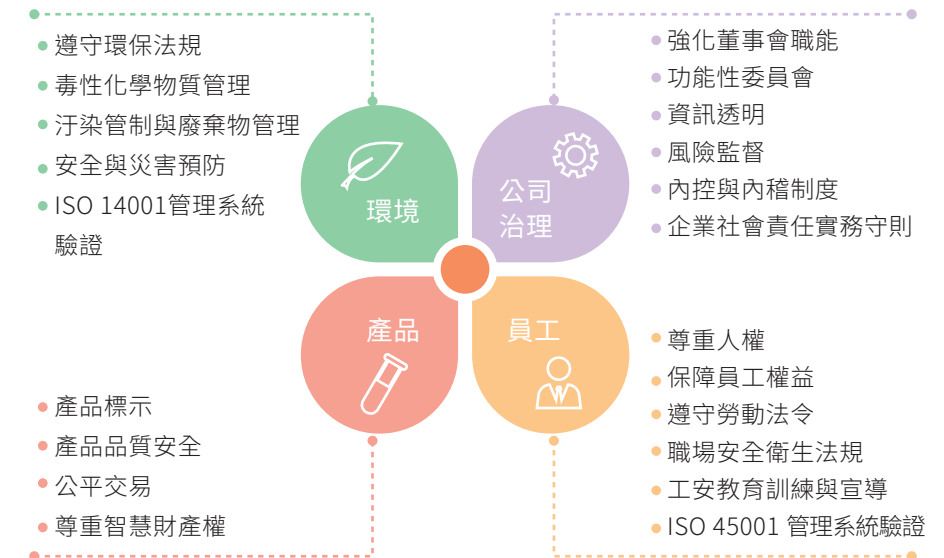 遵守環保法規
毒性化學物質管理
汙染管制與廢棄物管理
安全與災害預防
ISO 14001管理系統
驗證
環境
強化董事會職能
功能性委員會
資訊透明
風險監督
內控與內稽制度
企業社會責任實務守則
公司
治理
產品
產品標示
產品品質安全
公平交易
尊重智慧財產權
員工
尊重人權
保障員工權益
遵守勞動法令
職場安全衛生法規
工安教育訓練與宣導
ISO 45001 管理系統驗證